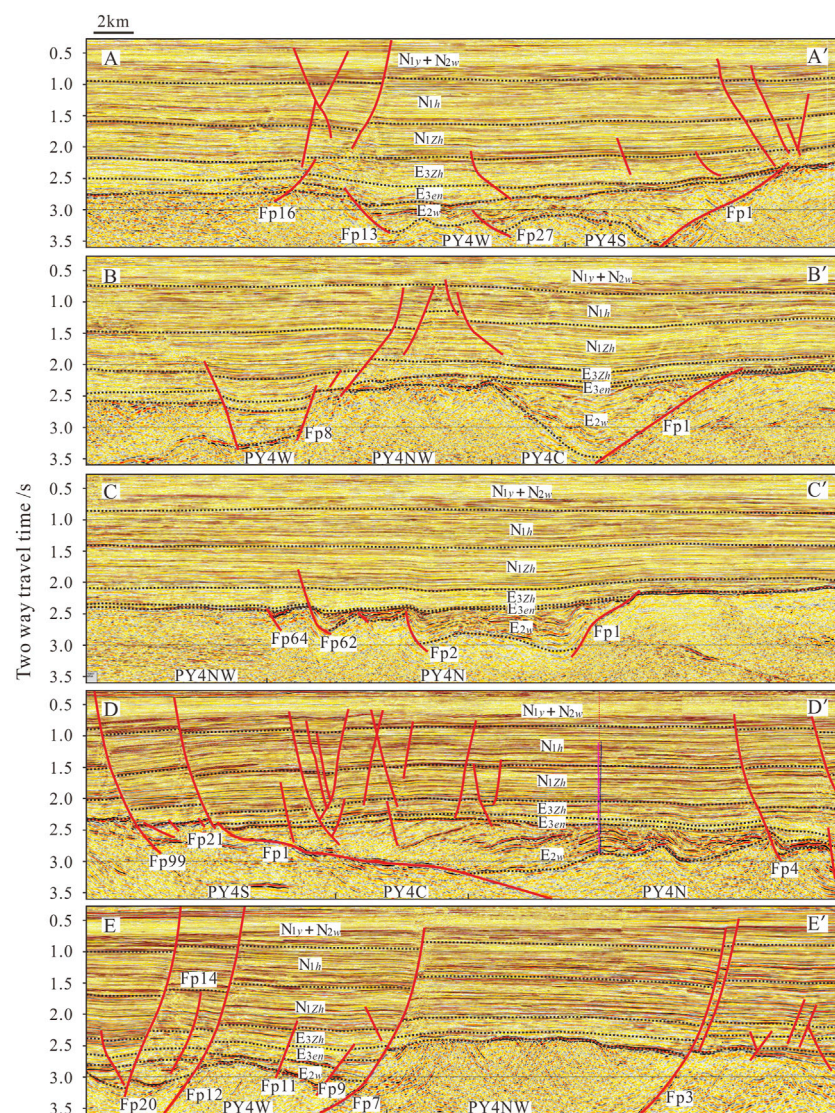 2km
Two way travel time /s
A
A′
0.5
1.0
1.5
2.0
2.5
3.0
3.5
N1y + N2w
N1h
N1Zh
E3Zh
E3en
E2w
Fp16
Fp13
PY4W
Fp27
PY4S
Fp1
B
B′
0.5
1.0
1.5
2.0
2.5
3.0
3.5
N1y + N2w
N1h
N1Zh
E3Zh
E3en
E2w
Fp8
Fp1
PY4W
PY4NW
PY4C
C
C′
0.5
1.0
1.5
2.0
2.5
3.0
3.5
N1y + N2w
N1h
N1Zh
E3Zh
E3en
E2w
Fp64
Fp62
Fp2
Fp1
PY4NW
PY4N
D
D′
0.5
1.0
1.5
2.0
2.5
3.0
3.5
N1y + N2w
N1h
N1Zh
E3Zh
E3en
E2w
Fp99
Fp21
Fp1
Fp4
PY4S
PY4C
PY4N
E
E′
0.5
1.0
1.5
2.0
2.5
3.0
3.5
N1y + N2w
N1h
Fp14
N1Zh
E3Zh
E3en
E2w
Fp20
Fp12
Fp11
Fp9
Fp7
Fp3
PY4W
PY4NW